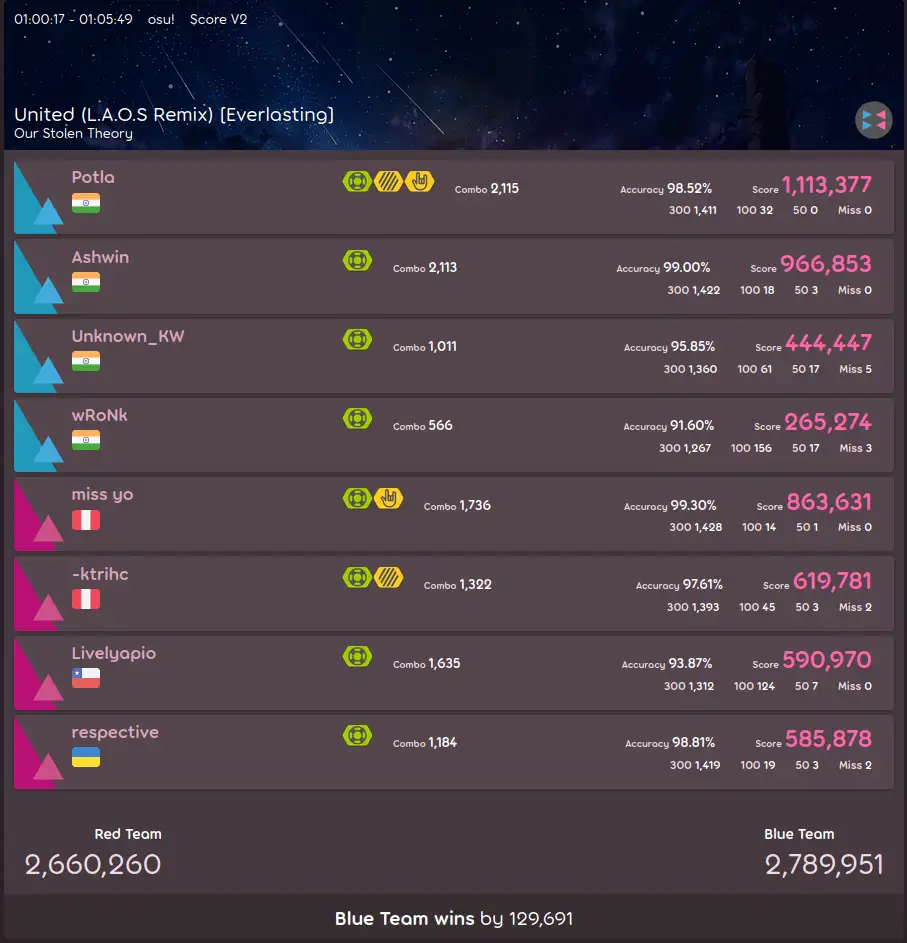 01:00:17 - 01:05:49 osu! Score V2
United (L.A.O.S Remix) [Everlasting]
Our Stolen Theory
Potla
Combo 2,115 Accuracy 98.52% Score 1,113,377
300 1,411 100 32 50 0 Miss 0
Ashwin
Combo 2,113 Accuracy 99.00% Score 966,853
300 1,422 100 18 50 3 Miss 0
Unknown_KW
Combo 1,011 Accuracy 95.85% Score 444,447
300 1,360 100 61 50 17 Miss 5
wRoNk
Combo 566 Accuracy 91.60% Score 265,274
300 1,267 100 156 50 17 Miss 3
miss yo
Combo 1,736 Accuracy 99.30% Score 863,631
300 1,428 100 14 50 1 Miss 0
-ktrihc
Combo 1,322 Accuracy 97.61% Score 619,781
300 1,393 100 45 50 3 Miss 2
Livelyapio
Combo 1,635 Accuracy 93.87% Score 590,970
300 1,312 100 124 50 7 Miss 0
respective
Combo 1,184 Accuracy 98.81% Score 585,878
300 1,419 100 19 50 3 Miss 2
Red Team Blue Team
2,660,260 2,789,951
Blue Team wins by 129,691